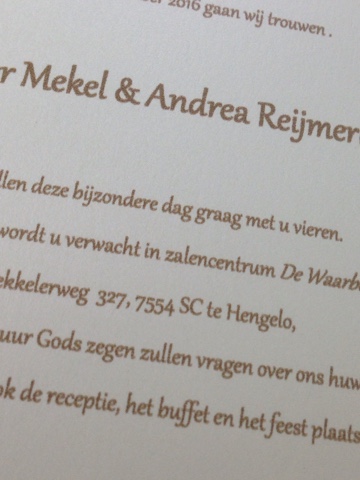 2016 gaan wij trouwen.
r Mekel & Andrea Reijmer
llen deze bijzondere dag graag met u vieren.
wordt u verwacht in zalencentrum De Waarb
ekkelerweg 327, 7554 SC te Hengelo,
uur Gods zegen zullen vragen over ons huw
ok de receptie, het buffet en het feest plaats